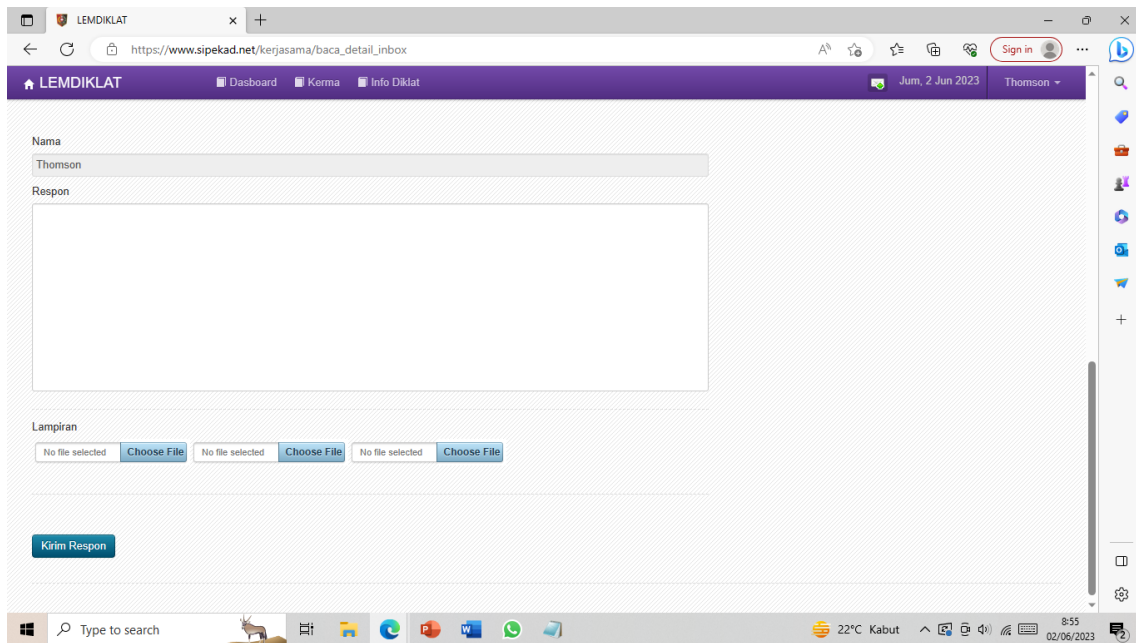 LEMDIKLAT
https://www.sipekad.net/kerjasama/baca_detail_inbox
Sign in
LEMDIKLAT Dasboard Kerma Info Diklat Jum, 2 Jun 2023 Thomson
Nama
Thomson
Respon
Lampiran
No file selected Choose File No file selected Choose File No file selected Choose File
Kirim Respon
Type to search
22°C Kabut
8:55
02/06/2023